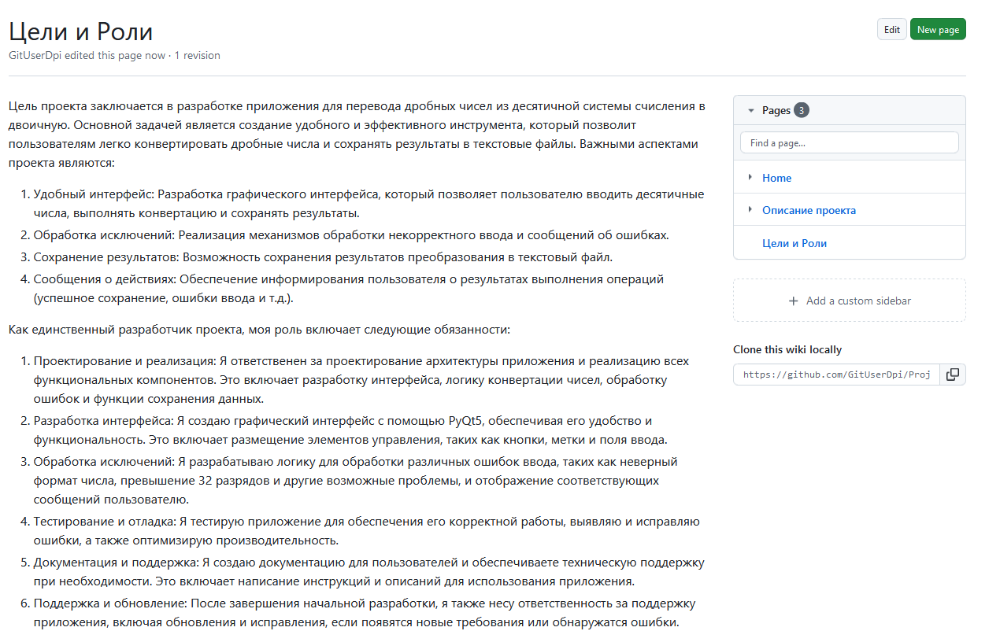 Цели и Роли
Edit
New page
GitUserDpi edited this page now · 1 revision
Цель проекта заключается в разработке приложения для перевода дробных чисел из десятичной системы счисления в
двоичную. Основной задачей является создание удобного и эффективного инструмента, который позволит
пользователям легко конвертировать дробные числа и сохранять результаты в текстовые файлы. Важными аспектами
проекта являются:
1. Удобный интерфейс: Разработка графического интерфейса, который позволяет пользователю вводить десятичные
числа, выполнять конвертацию и сохранять результаты.
2. Обработка исключений: Реализация механизмов обработки некорректного ввода и сообщений об ошибках.
3. Сохранение результатов: Возможность сохранения результатов преобразования в текстовый файл.
4. Сообщения о действиях: Обеспечение информирования пользователя о результатах выполнения операций
(успешное сохранение, ошибки ввода и т.д.).
Как единственный разработчик проекта, моя роль включает следующие обязанности:
1. Проектирование и реализация: Я ответственен за проектирование архитектуры приложения и реализацию всех
функциональных компонентов. Это включает разработку интерфейса, логику конвертации чисел, обработку
ошибок и функции сохранения данных.
2. Разработка интерфейса: Я создаю графический интерфейс с помощью PyQt5, обеспечивая его удобство и
функциональность. Это включает размещение элементов управления, таких как кнопки, метки и поля ввода.
3. Обработка исключений: Я разрабатываю логику для обработки различных ошибок ввода, таких как неверный
формат числа, превышение 32 разрядов и другие возможные проблемы, и отображение соответствующих
сообщений пользователю.
4. Тестирование и отладка: Я тестирую приложение для обеспечения его корректной работы, выявляю и исправляю
ошибки, а также оптимизирую производительность.
5. Документация и поддержка: Я создаю документацию для пользователей и обеспечиваете техническую поддержку
при необходимости. Это включает написание инструкций и описаний для использования приложения.
6. Поддержка и обновление: После завершения начальной разработки, я также несу ответственность за поддержку
приложения, включая обновления и исправления, если появятся новые требования или обнаружатся ошибки.
Pages 3
Find a page...
Home
Описание проекта
Цели и Роли
+ Add a custom sidebar
Clone this wiki locally
https://github.com/GitUserDpi/Proj